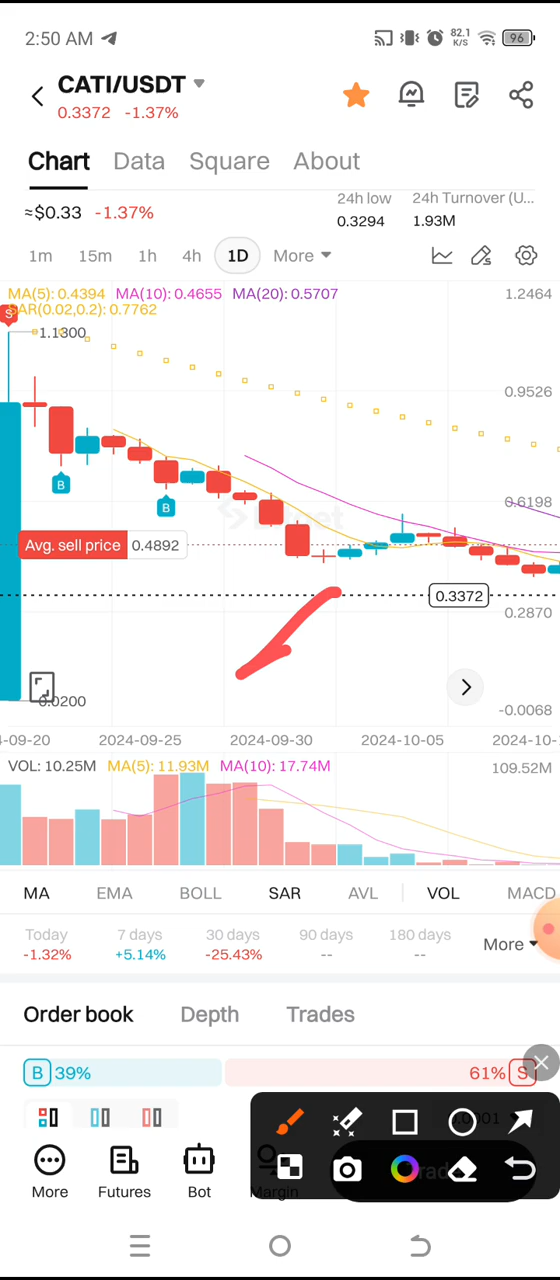 2:50 AM
82.1
K/S
96
CATI/USDT
0.3372 -1.37%
Chart Data Square About
24h low 24h Turnover (U...
≈$0.33 -1.37% 0.3294 1.93M
1m 15m 1h 4h 1D More
MA(5): 0.4394 MA(10): 0.4655 MA(20): 0.5707
SAR(0.02,0.2): 0.7762
1.2464
S
1.1300
0.9526
B
B
0.6198
Avg. sell price 0.4892
0.3372
0.2870
0.0200
-0.0068
-09-20 2024-09-25 2024-09-30 2024-10-05 2024-10-
VOL: 10.25M MA(5): 11.93M MA(10): 17.74M
109.52M
MA EMA BOLL SAR AVL VOL MACD
Today 7 days 30 days 90 days 180 days More
-1.32% +5.14% -25.43% -- --
Order book Depth Trades
B 39% 61% S
More Futures Bot Margin